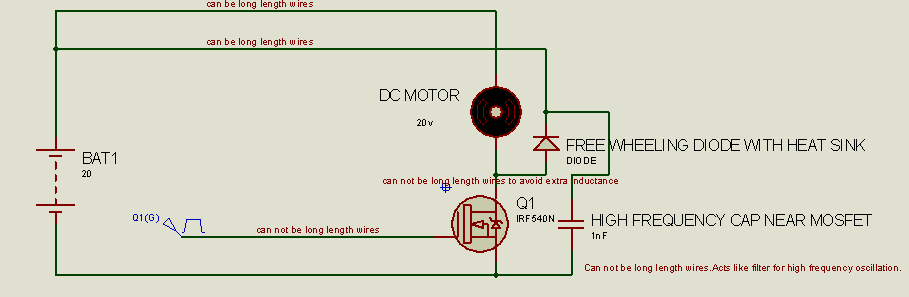 can be long length wires
can be long length wires
DC MOTOR
20v
FREE WHEELING DIODE WITH HEAT SINK
DIODE
BAT1
20
can not be long length wires to avoid extra inductance
Q1
IRF540N
Q1(G)
can not be long length wires
HIGH FREQUENCY CAP NEAR MOSFET
1nF
Can not be long length wires.Acts like filter for high frequency oscillation.